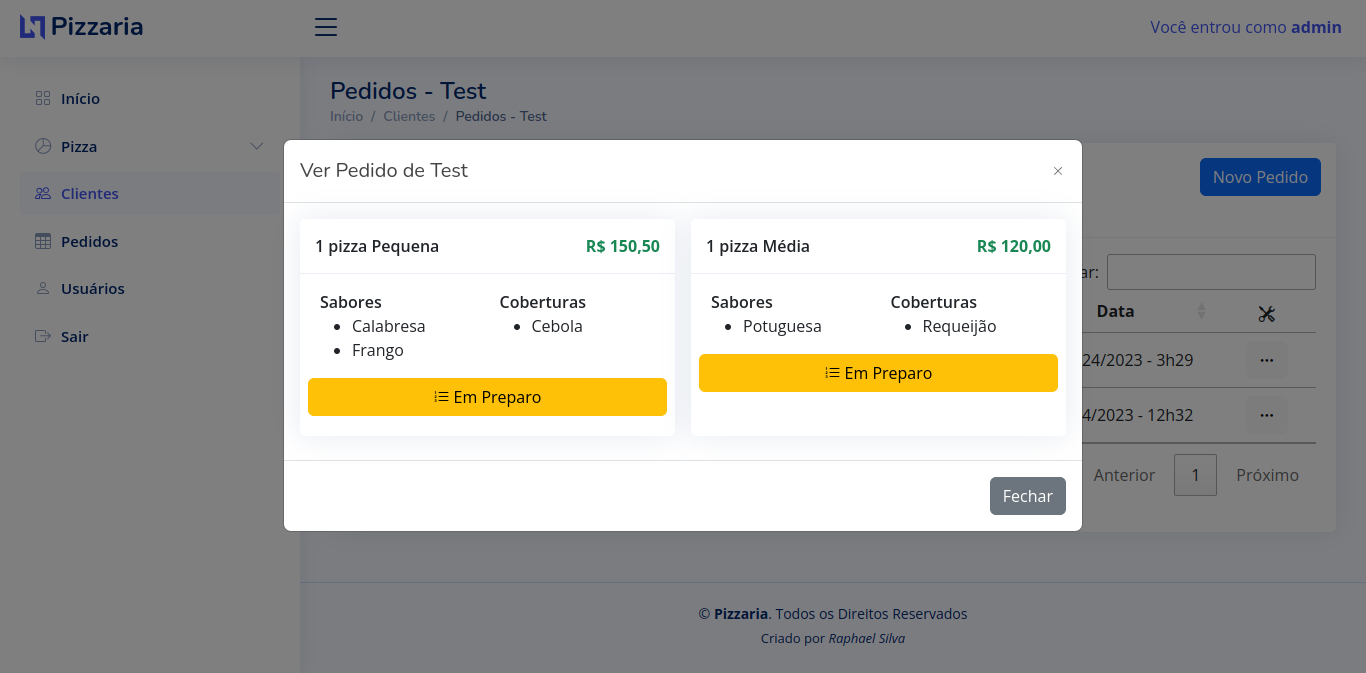 Pizzaria
Você entrou como admin
Início
Pizza
Clientes
Pedidos
Usuários
Sair
Pedidos - Test
Início / Clientes / Pedidos - Test
Novo Pedido
Ver Pedido de Test
×
1 pizza Pequena R$ 150,50
Sabores Coberturas
• Calabresa • Cebola
• Frango
Em Preparo
1 pizza Média R$ 120,00
Sabores Coberturas
• Potuguesa • Requeijão
Em Preparo
Fechar
ar:
Data
24/2023 - 3h29
4/2023 - 12h32
Anterior 1 Próximo
© Pizzaria. Todos os Direitos Reservados
Criado por Raphael Silva